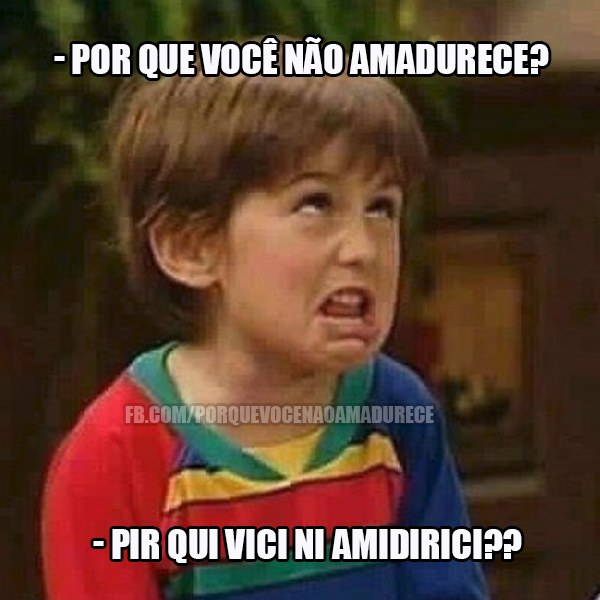 - POR QUE VOCÊ NÃO AMADURECE?
FB.COM/PORQUEVOCENAOAMADURECE
- PIR QUI VICI NI AMIDIRICI??